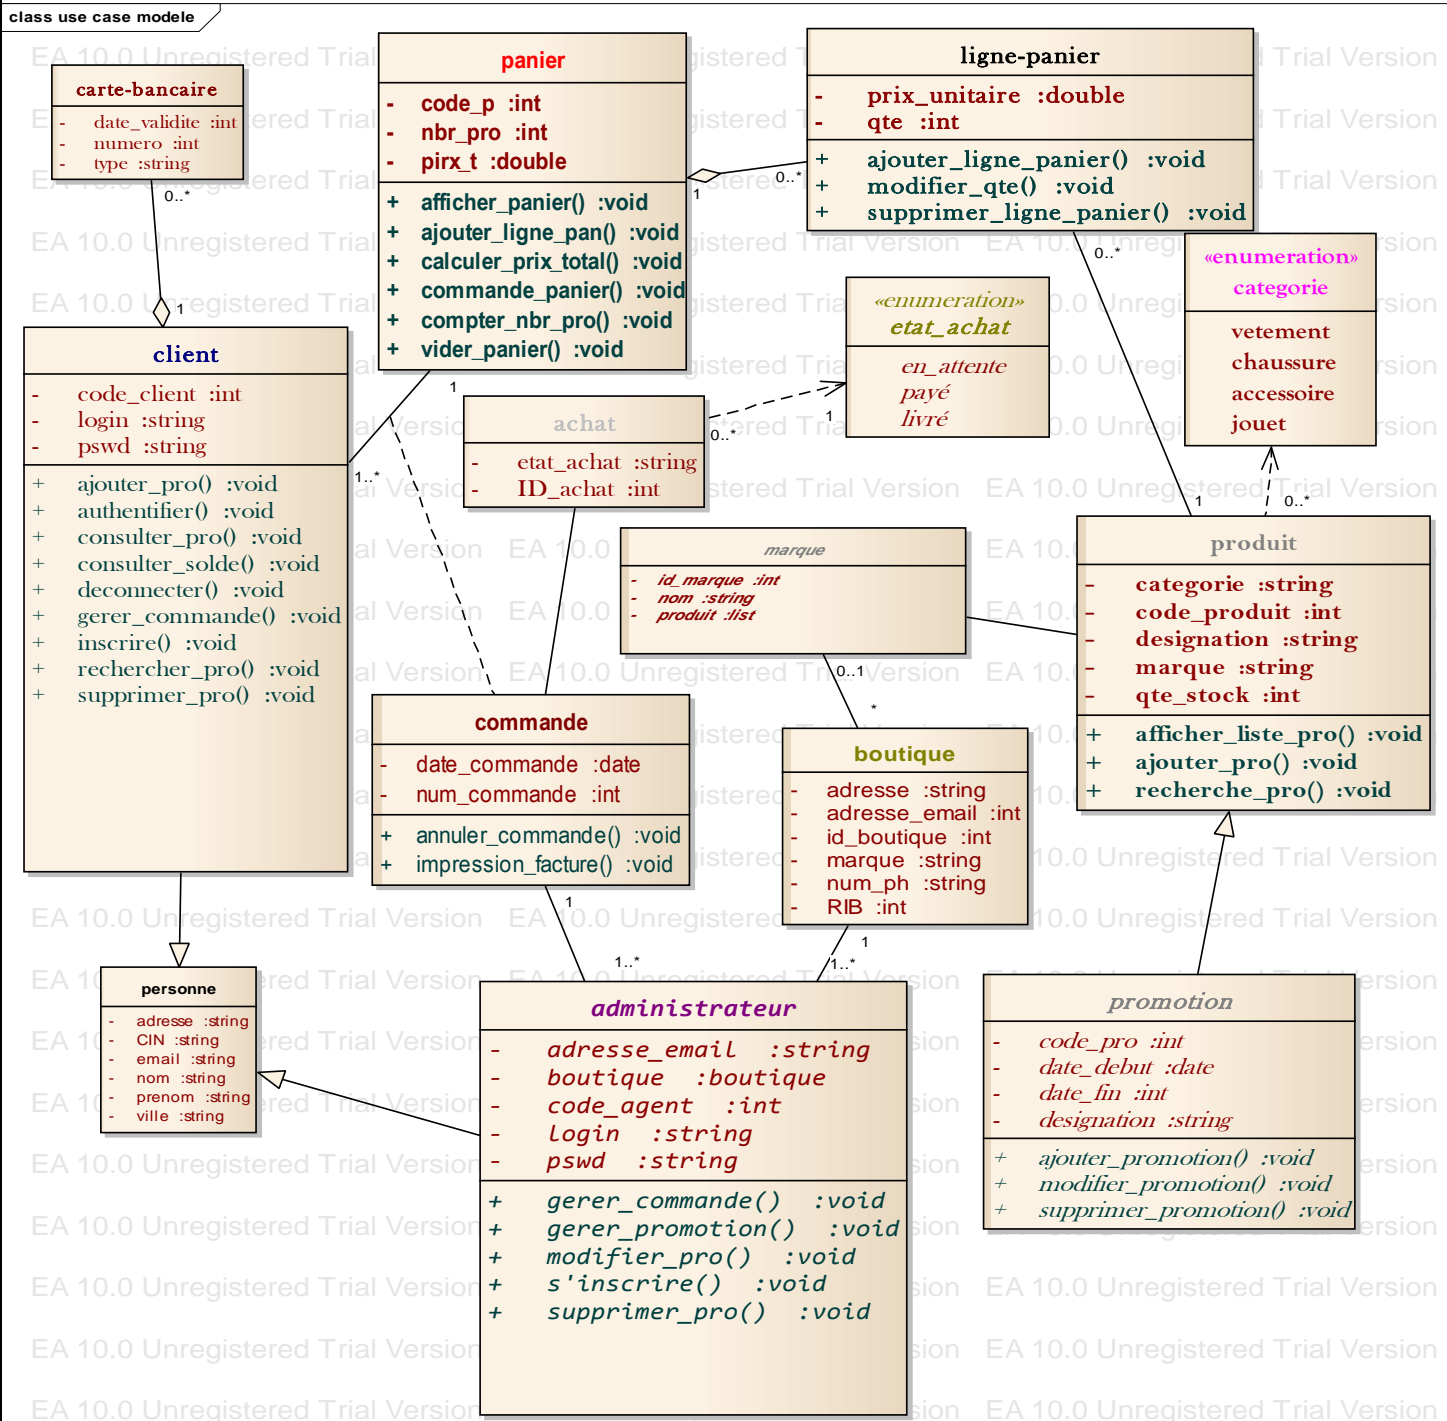 class use case modele
carte-bancaire
- date_validite :int
- numero :int
- type :string
0..*
1
panier
- code_p :int
- nbr_pro :int
- pirx_t :double
+ afficher_panier() :void
+ ajouter_ligne_pan() :void
+ calculer_prix_total() :void
+ commande_panier() :void
+ compter_nbr_pro() :void
+ vider_panier() :void
1
0..*
ligne-panier
- prix_unitaire :double
- qte :int
+ ajouter_ligne_panier() :void
+ modifier_qte() :void
+ supprimer_ligne_panier() :void
0..*
1
«enumeration»
categorie
vetement
chaussure
accessoire
jouet
0..*
«enumeration»
etat_achat
en_attente
payé
livré
1
0..*
client
- code_client :int
- login :string
- pswd :string
+ ajouter_pro() :void
+ authentifier() :void
+ consulter_pro() :void
+ consulter_solde() :void
+ deconnecter() :void
+ gerer_commande() :void
+ inscrire() :void
+ rechercher_pro() :void
+ supprimer_pro() :void
1
1..*
achat
- etat_achat :string
- ID_achat :int
marque
- id_marque :int
- nom :string
- produit :list
0..1
*
produit
- categorie :string
- code_produit :int
- designation :string
- marque :string
- qte_stock :int
+ afficher_liste_pro() :void
+ ajouter_pro() :void
+ recherche_pro() :void
commande
- date_commande :date
- num_commande :int
+ annuler_commande() :void
+ impression_facture() :void
1
1..*
boutique
- adresse :string
- adresse_email :int
- id_boutique :int
- marque :string
- num_ph :string
- RIB :int
1
1..*
personne
- adresse :string
- CIN :string
- email :string
- nom :string
- prenom :string
- ville :string
administrateur
- adresse_email :string
- boutique :boutique
- code_agent :int
- login :string
- pswd :string
+ gerer_commande() :void
+ gerer_promotion() :void
+ modifier_pro() :void
+ s'inscrire() :void
+ supprimer_pro() :void
promotion
- code_pro :int
- date_debut :date
- date_fin :int
- designation :string
+ ajouter_promotion() :void
+ modifier_promotion() :void
+ supprimer_promotion() :void
EA 10.0 Unregistered Trial Version